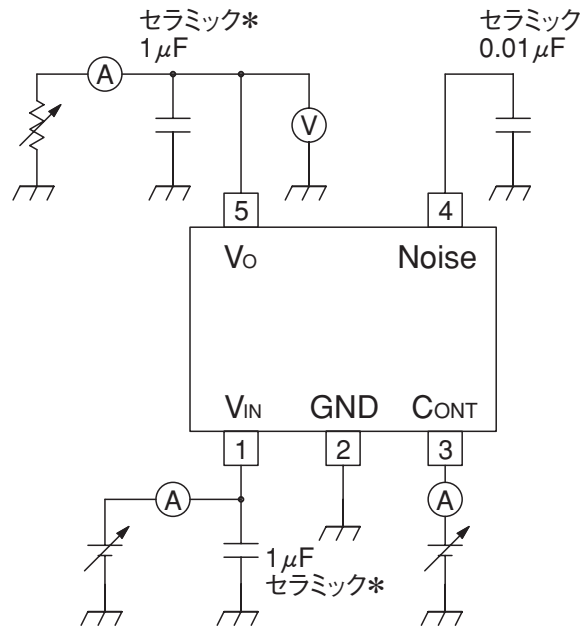 セラミック*
1μF
セラミック
0.01μF
A
V
5
4
Vo
Noise
VIN
GND
CONT
1
2
3
A
A
1μF
セラミック*